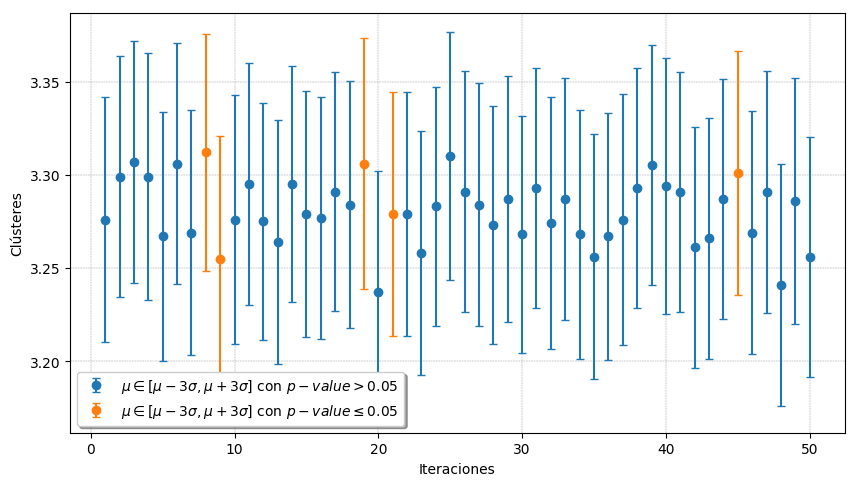 Clústeres
3.35
3.30
3.25
3.20
μ ∈ [μ − 3σ, μ + 3σ] con p − value > 0.05
μ ∈ [μ − 3σ, μ + 3σ] con p − value ≤ 0.05
0 10 20 30 40 50
Iteraciones